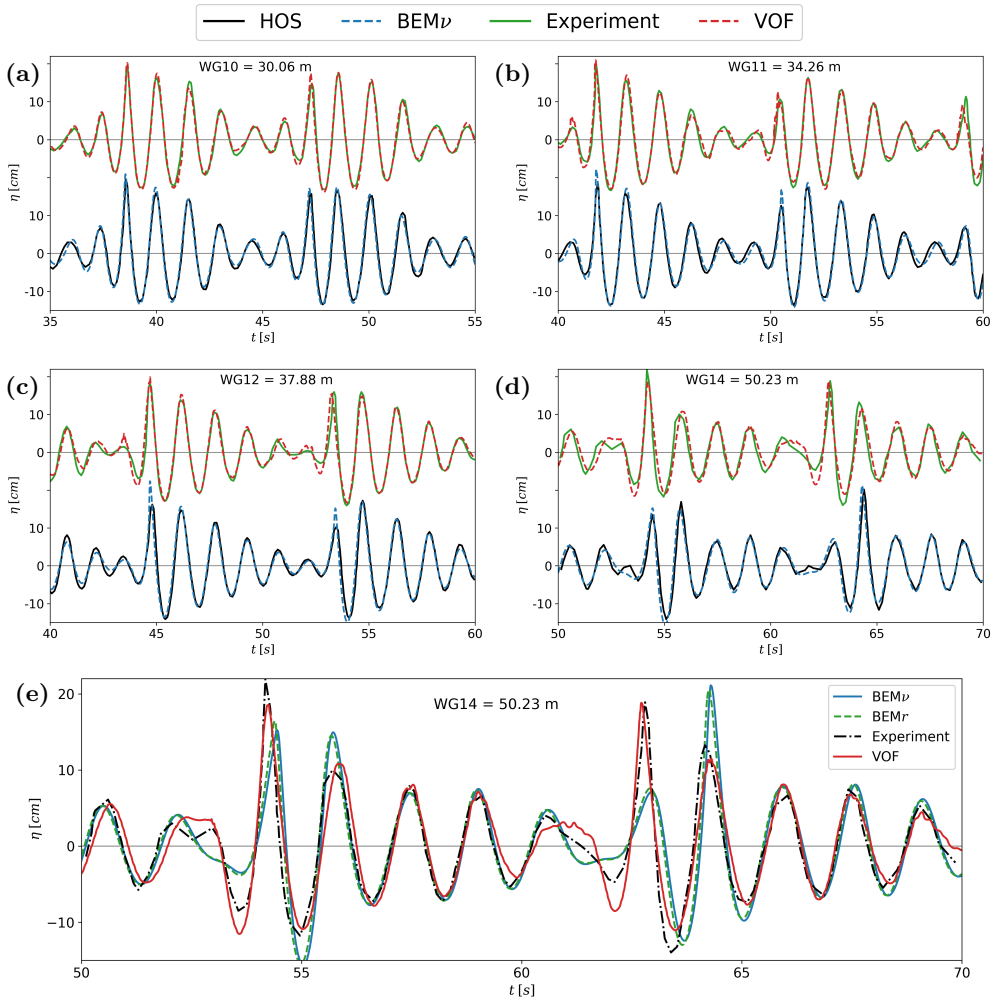 HOS BEMν Experiment VOF
(a) WG10 = 30.06 m
10
0
10
0
-10
η [cm]
35 40 45 50 55
t [s]
(b) WG11 = 34.26 m
10
0
10
0
-10
η [cm]
40 45 50 55 60
t [s]
(c) WG12 = 37.88 m
10
0
10
0
-10
η [cm]
40 45 50 55 60
t [s]
(d) WG14 = 50.23 m
10
0
10
0
-10
η [cm]
50 55 60 65 70
t [s]
(e) WG14 = 50.23 m
BEMν
BEMr
Experiment
VOF
20
10
0
−10
η [cm]
50 55 60 65 70
t [s]